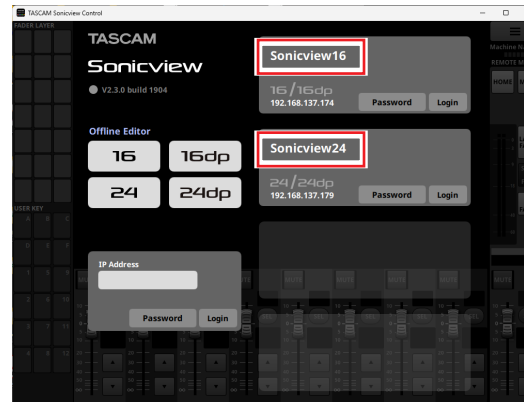 TASCAM Sonicview Control
FADER LAYER
TASCAM
Sonicview
V2.3.0 build 1904
Offline Editor
16
16dp
24
24dp
IP Address
Password
Login
Sonicview16
16/16dp
192.168.137.174
Password
Login
Sonicview24
24/24dp
192.168.137.179
Password
Login
REMOTE M
HOME
USER KEY
A B C
MUTE